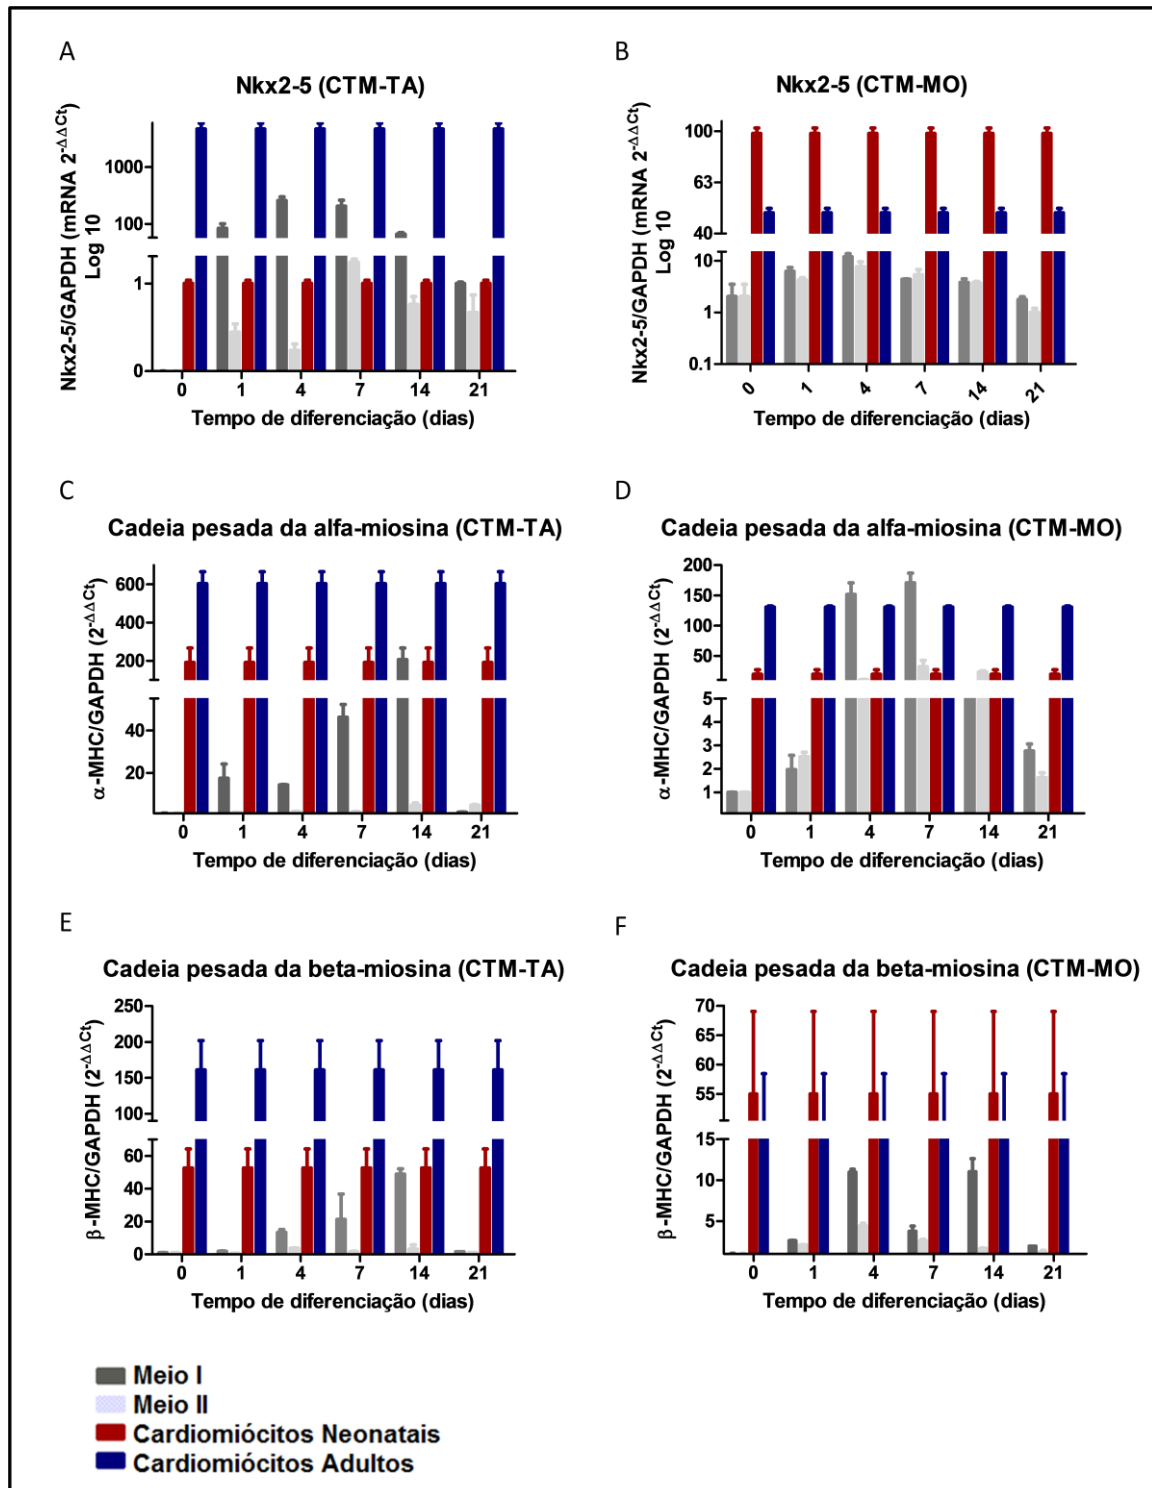 A
Nkx2-5 (CTM-TA)
Nkx2-5/GAPDH (mRNA 2^-ΔΔCt)
Log 10
1000
100
1
0
0 1 4 7 14 21
Tempo de diferenciação (dias)
B
Nkx2-5 (CTM-MO)
Nkx2-5/GAPDH (mRNA 2^-ΔΔCt)
Log 10
100
63
40
10
1
0.1
0 1 4 7 14 21
Tempo de diferenciação (dias)
C
Cadeia pesada da alfa-miosina (CTM-TA)
α-MHC/GAPDH (2^-ΔΔCt)
600
400
200
40
20
0 1 4 7 14 21
Tempo de diferenciação (dias)
D
Cadeia pesada da alfa-miosina (CTM-MO)
α-MHC/GAPDH (2^-ΔΔCt)
200
150
100
50
5
4
3
2
1
0 1 4 7 14 21
Tempo de diferenciação (dias)
E
Cadeia pesada da beta-miosina (CTM-TA)
β-MHC/GAPDH (2^-ΔΔCt)
250
200
150
100
60
40
20
0
0 1 4 7 14 21
Tempo de diferenciação (dias)
F
Cadeia pesada da beta-miosina (CTM-MO)
β-MHC/GAPDH (2^-ΔΔCt)
70
65
60
55
15
10
5
0 1 4 7 14 21
Tempo de diferenciação (dias)
Meio I
Meio II
Cardiomiócitos Neonatais
Cardiomiócitos Adultos